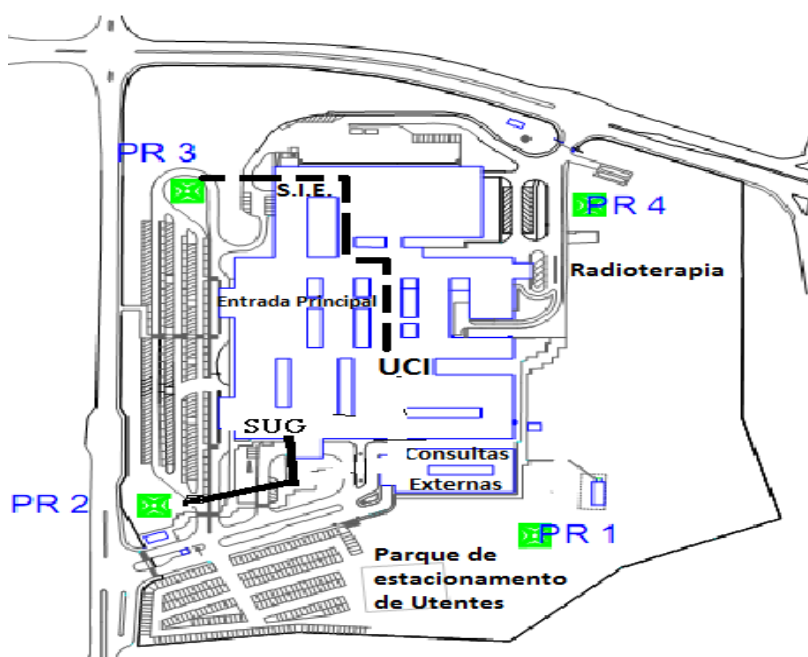 PR 3
S.I.E.
PR 4
Radioterapia
Entrada Principal
UCI
SUG
Consultas
Externas
PR 2
PR 1
Parque de
estacionamento
de Utentes